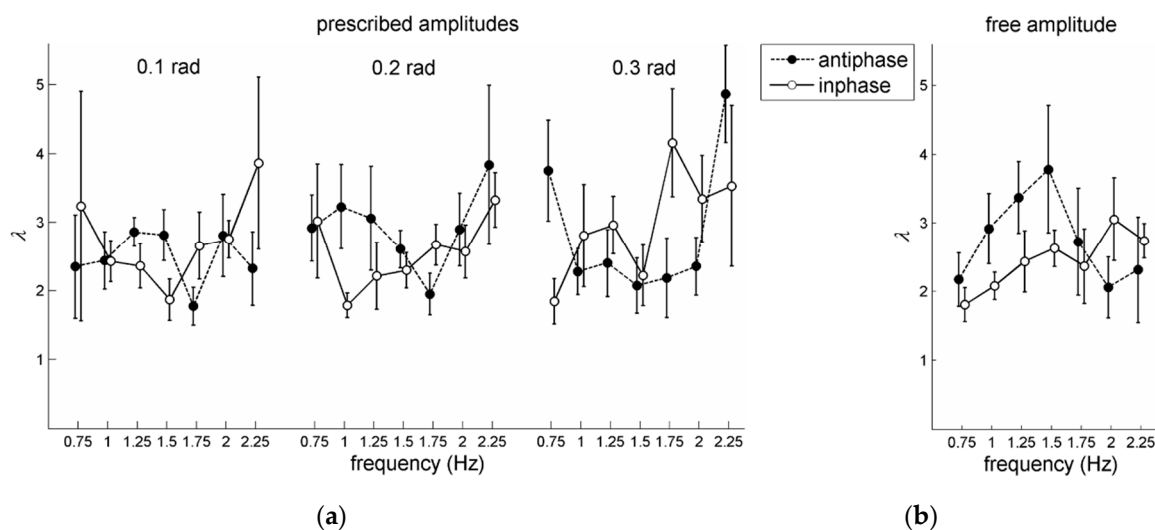 prescribed amplitudes
free amplitude
0.1 rad
0.2 rad
0.3 rad
antiphase
inphase
5
4
3
2
1
λ
5
4
3
2
1
λ
0.75 1 1.25 1.5 1.75 2 2.25
0.75 1 1.25 1.5 1.75 2 2.25
0.75 1 1.25 1.5 1.75 2 2.25
0.75 1 1.25 1.5 1.75 2 2.25
frequency (Hz)
frequency (Hz)
(a)
(b)